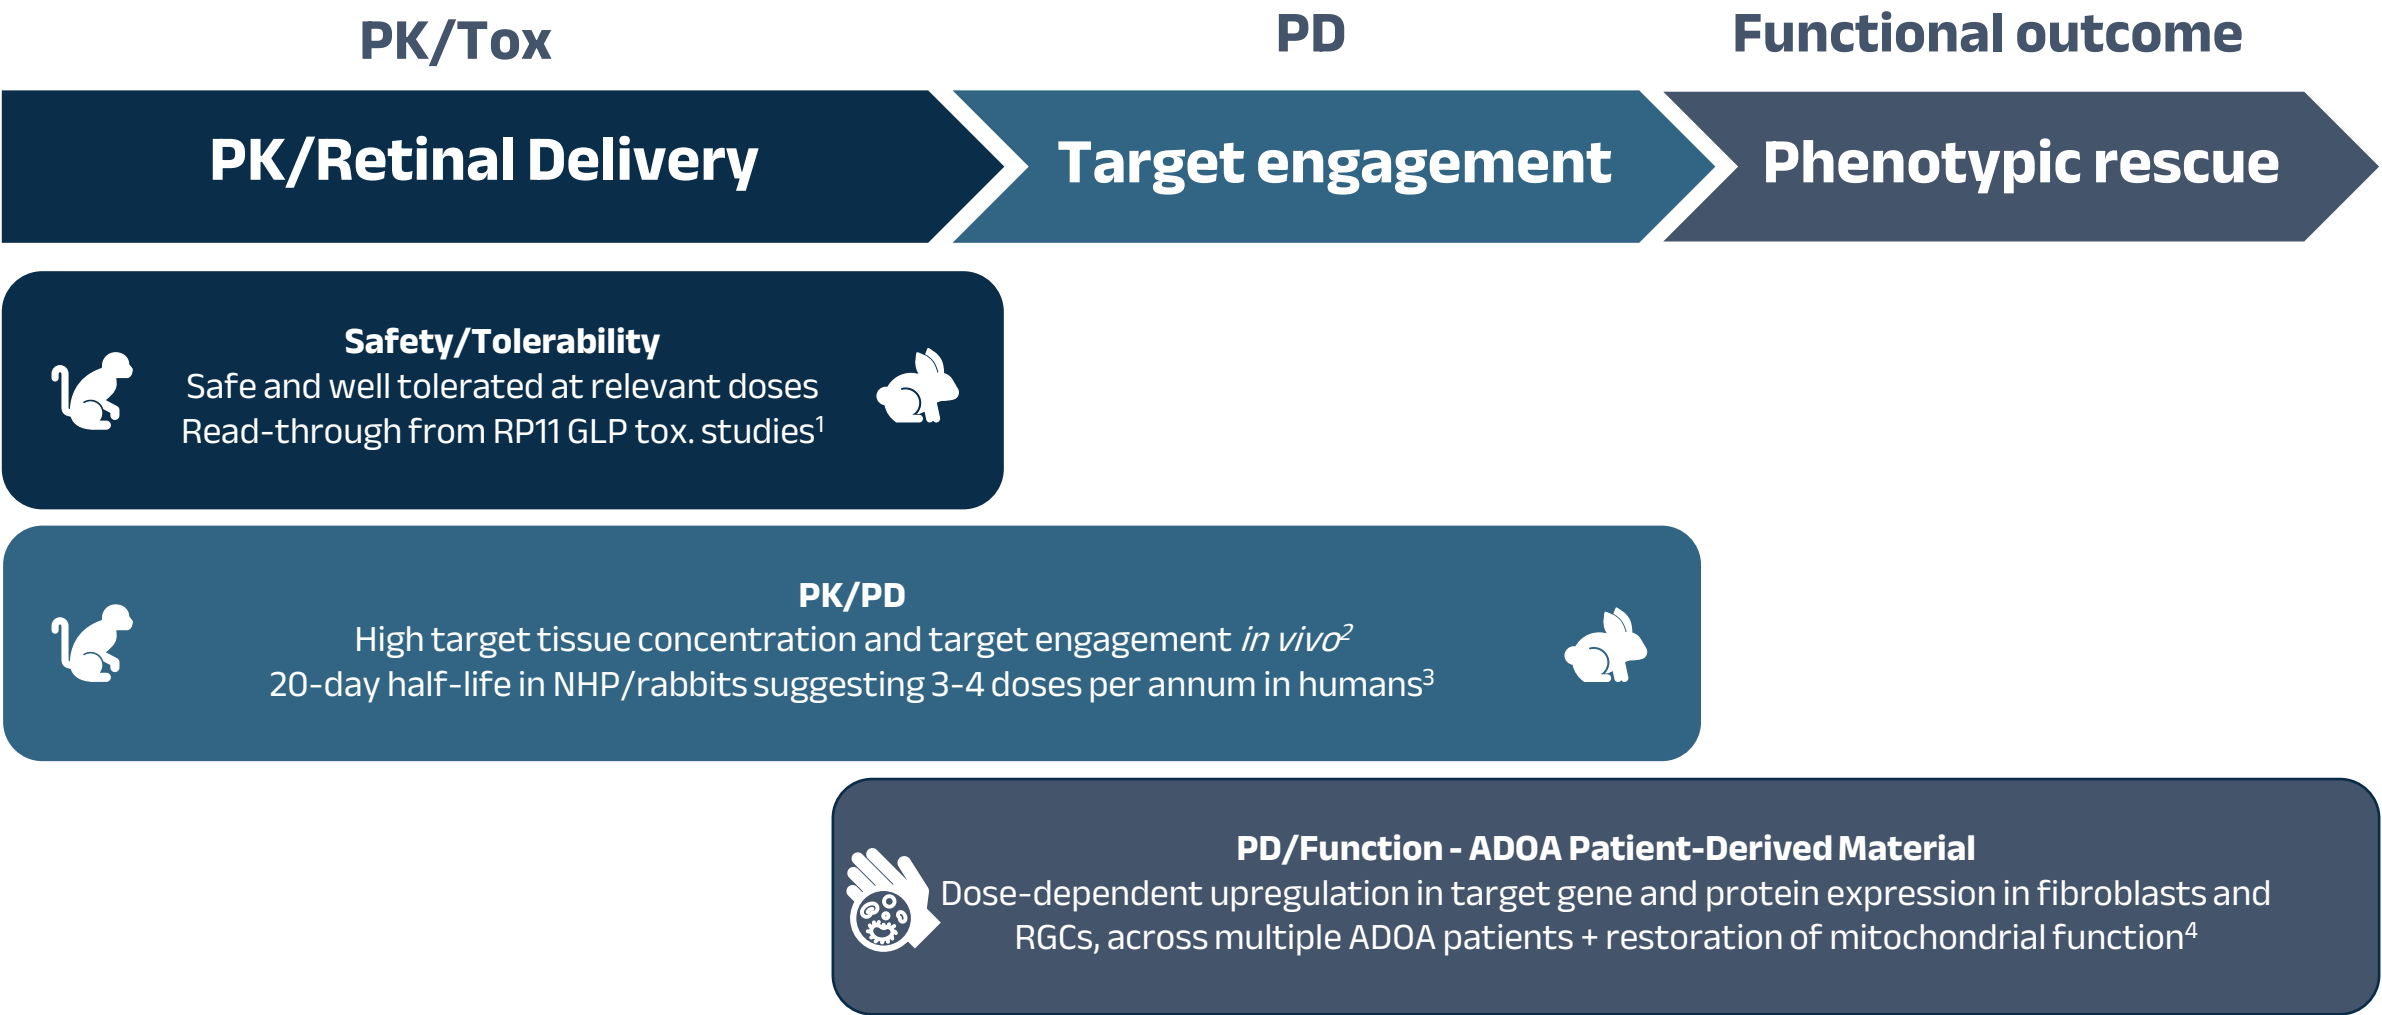 PK/Tox
PD
Functional outcome
PK/Retinal Delivery
Target engagement
Phenotypic rescue
Safety/Tolerability
Safe and well tolerated at relevant doses
Read-through from RP11 GLP tox. studies¹
PK/PD
High target tissue concentration and target engagement in vivo²
20-day half-life in NHP/rabbits suggesting 3-4 doses per annum in humans³
PD/Function - ADOA Patient-Derived Material
Dose-dependent upregulation in target gene and protein expression in fibroblasts and
RGCs, across multiple ADOA patients + restoration of mitochondrial function⁴